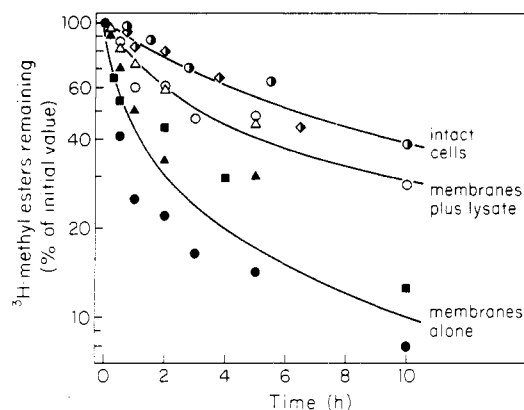 ³H-methyl esters remaining
(% of initial value)
100
80
60
40
20
10
intact
cells
membranes
plus lysate
membranes
alone
0
2
4
6
8
10
Time (h)